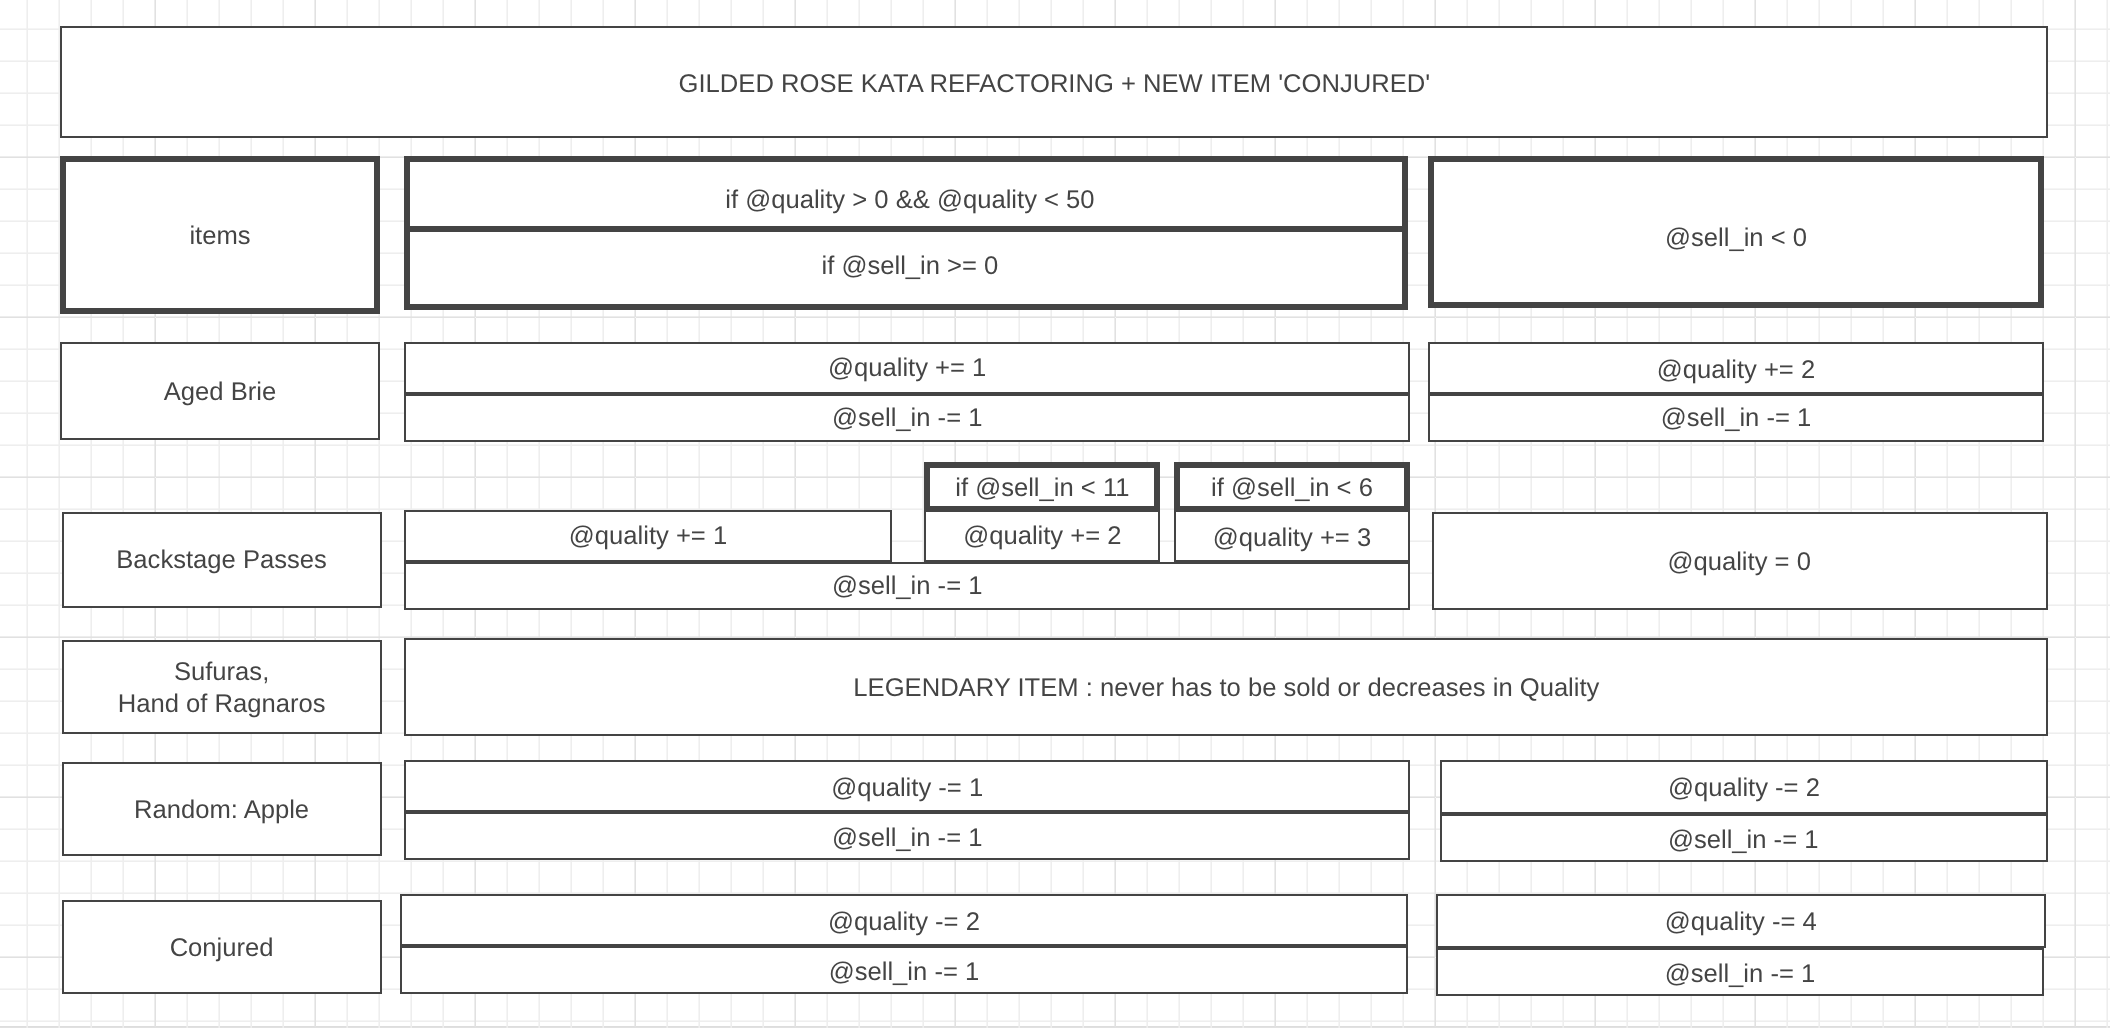 GILDED ROSE KATA REFACTORING + NEW ITEM 'CONJURED'
items
if @quality > 0 && @quality < 50
if @sell_in >= 0
@sell_in < 0
Aged Brie
@quality += 1
@sell_in -= 1
@quality += 2
@sell_in -= 1
Backstage Passes
@quality += 1
if @sell_in < 11
@quality += 2
if @sell_in < 6
@quality += 3
@sell_in -= 1
@quality = 0
Sufuras,
Hand of Ragnaros
LEGENDARY ITEM : never has to be sold or decreases in Quality
Random: Apple
@quality -= 1
@sell_in -= 1
@quality -= 2
@sell_in -= 1
Conjured
@quality -= 2
@sell_in -= 1
@quality -= 4
@sell_in -= 1